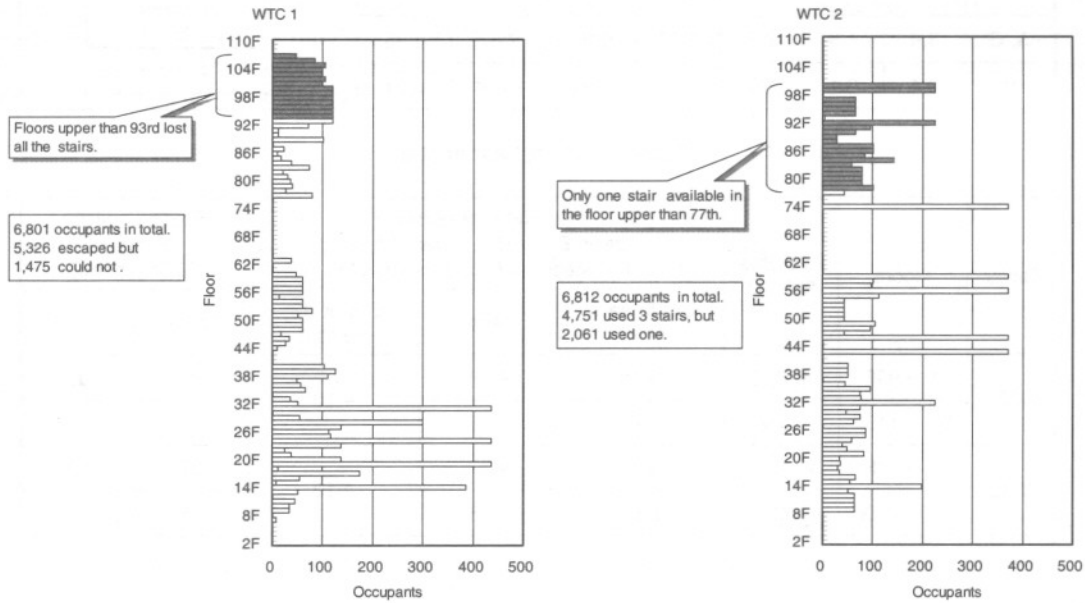 WTC 1
110F
104F
98F
92F
86F
80F
74F
68F
62F
56F
50F
44F
38F
32F
26F
20F
14F
8F
2F
Floor
0 100 200 300 400 500
Occupants
Floors upper than 93rd lost
all the stairs.
6,801 occupants in total.
5,326 escaped but
1,475 could not .
WTC 2
110F
104F
98F
92F
86F
80F
74F
68F
62F
56F
50F
44F
38F
32F
26F
20F
14F
8F
2F
Floor
0 100 200 300 400 500
Occupants
Only one stair available in
the floor upper than 77th.
6,812 occupants in total.
4,751 used 3 stairs, but
2,061 used one.